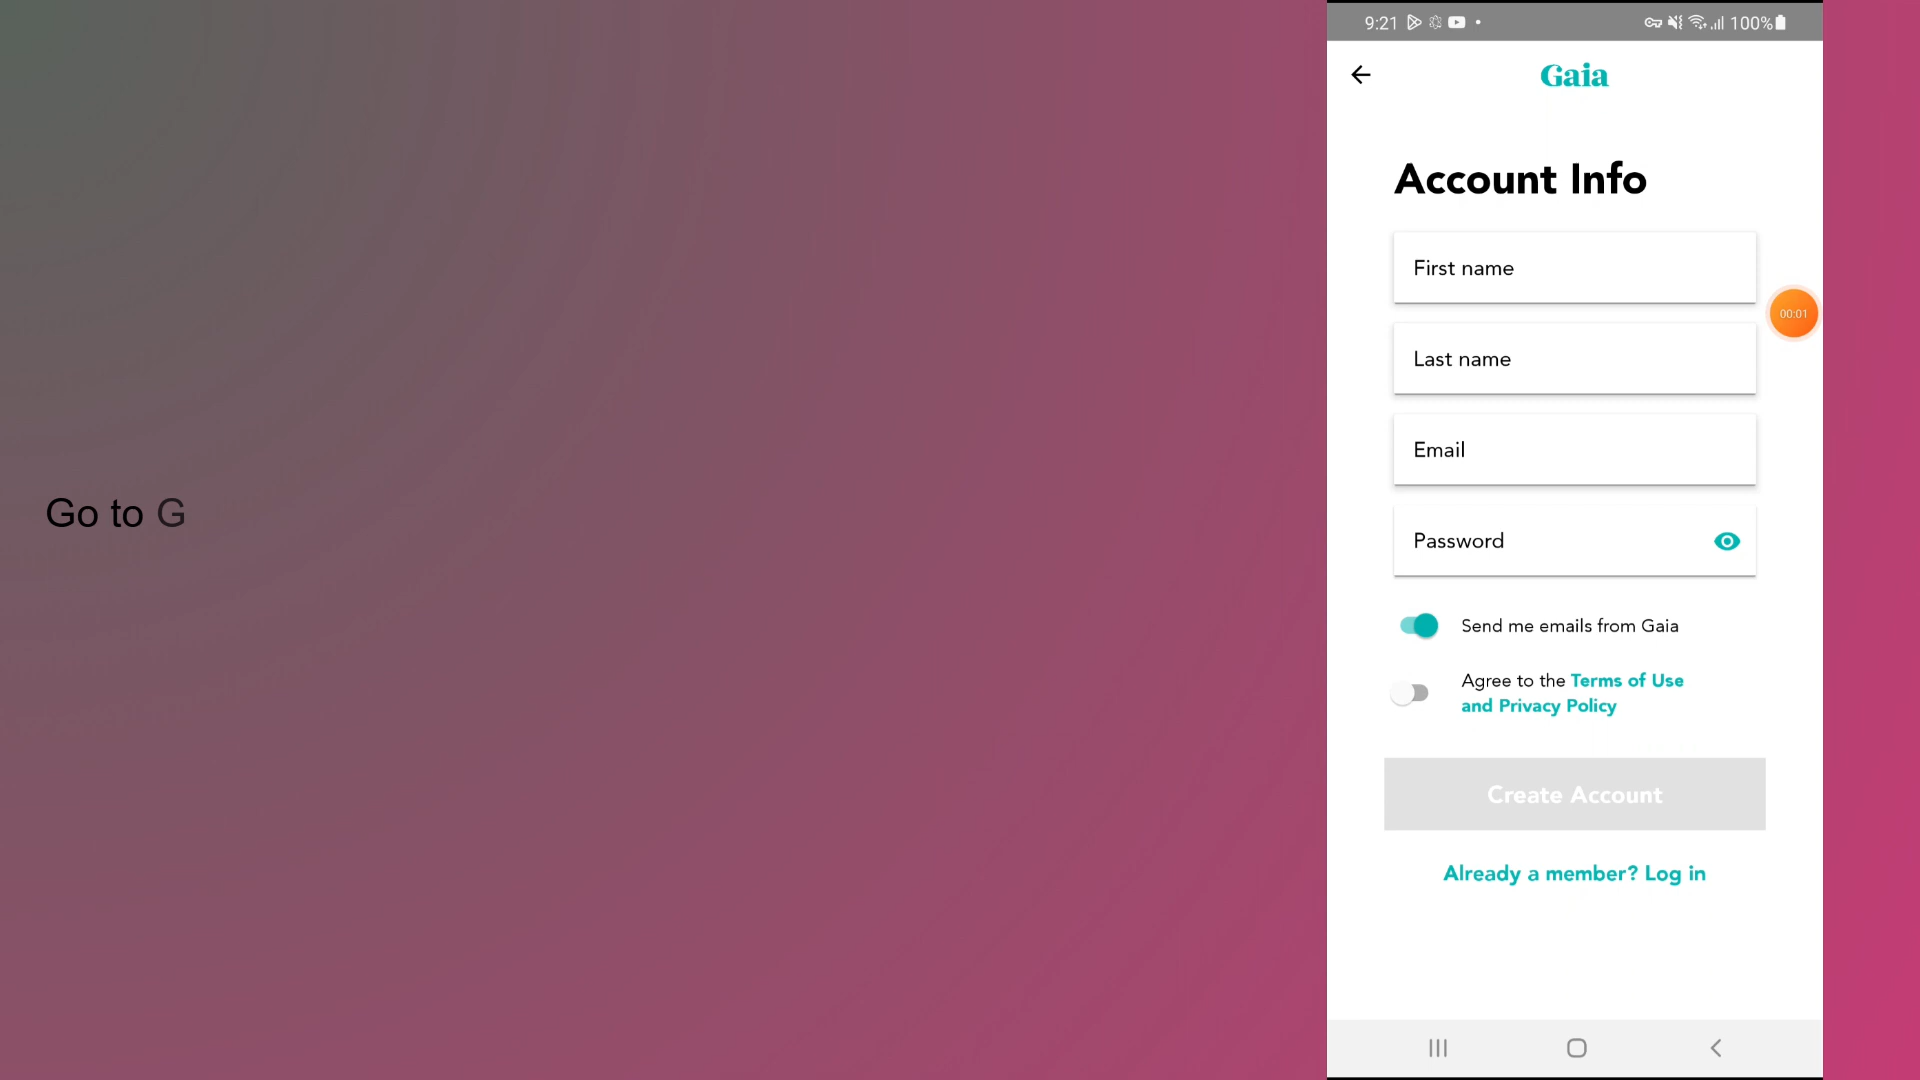 Go to G
9:21
100%
Gaia
Account Info
First name
00:01
Last name
Email
Password
Send me emails from Gaia
Agree to the Terms of Use
and Privacy Policy
Create Account
Already a member? Log in